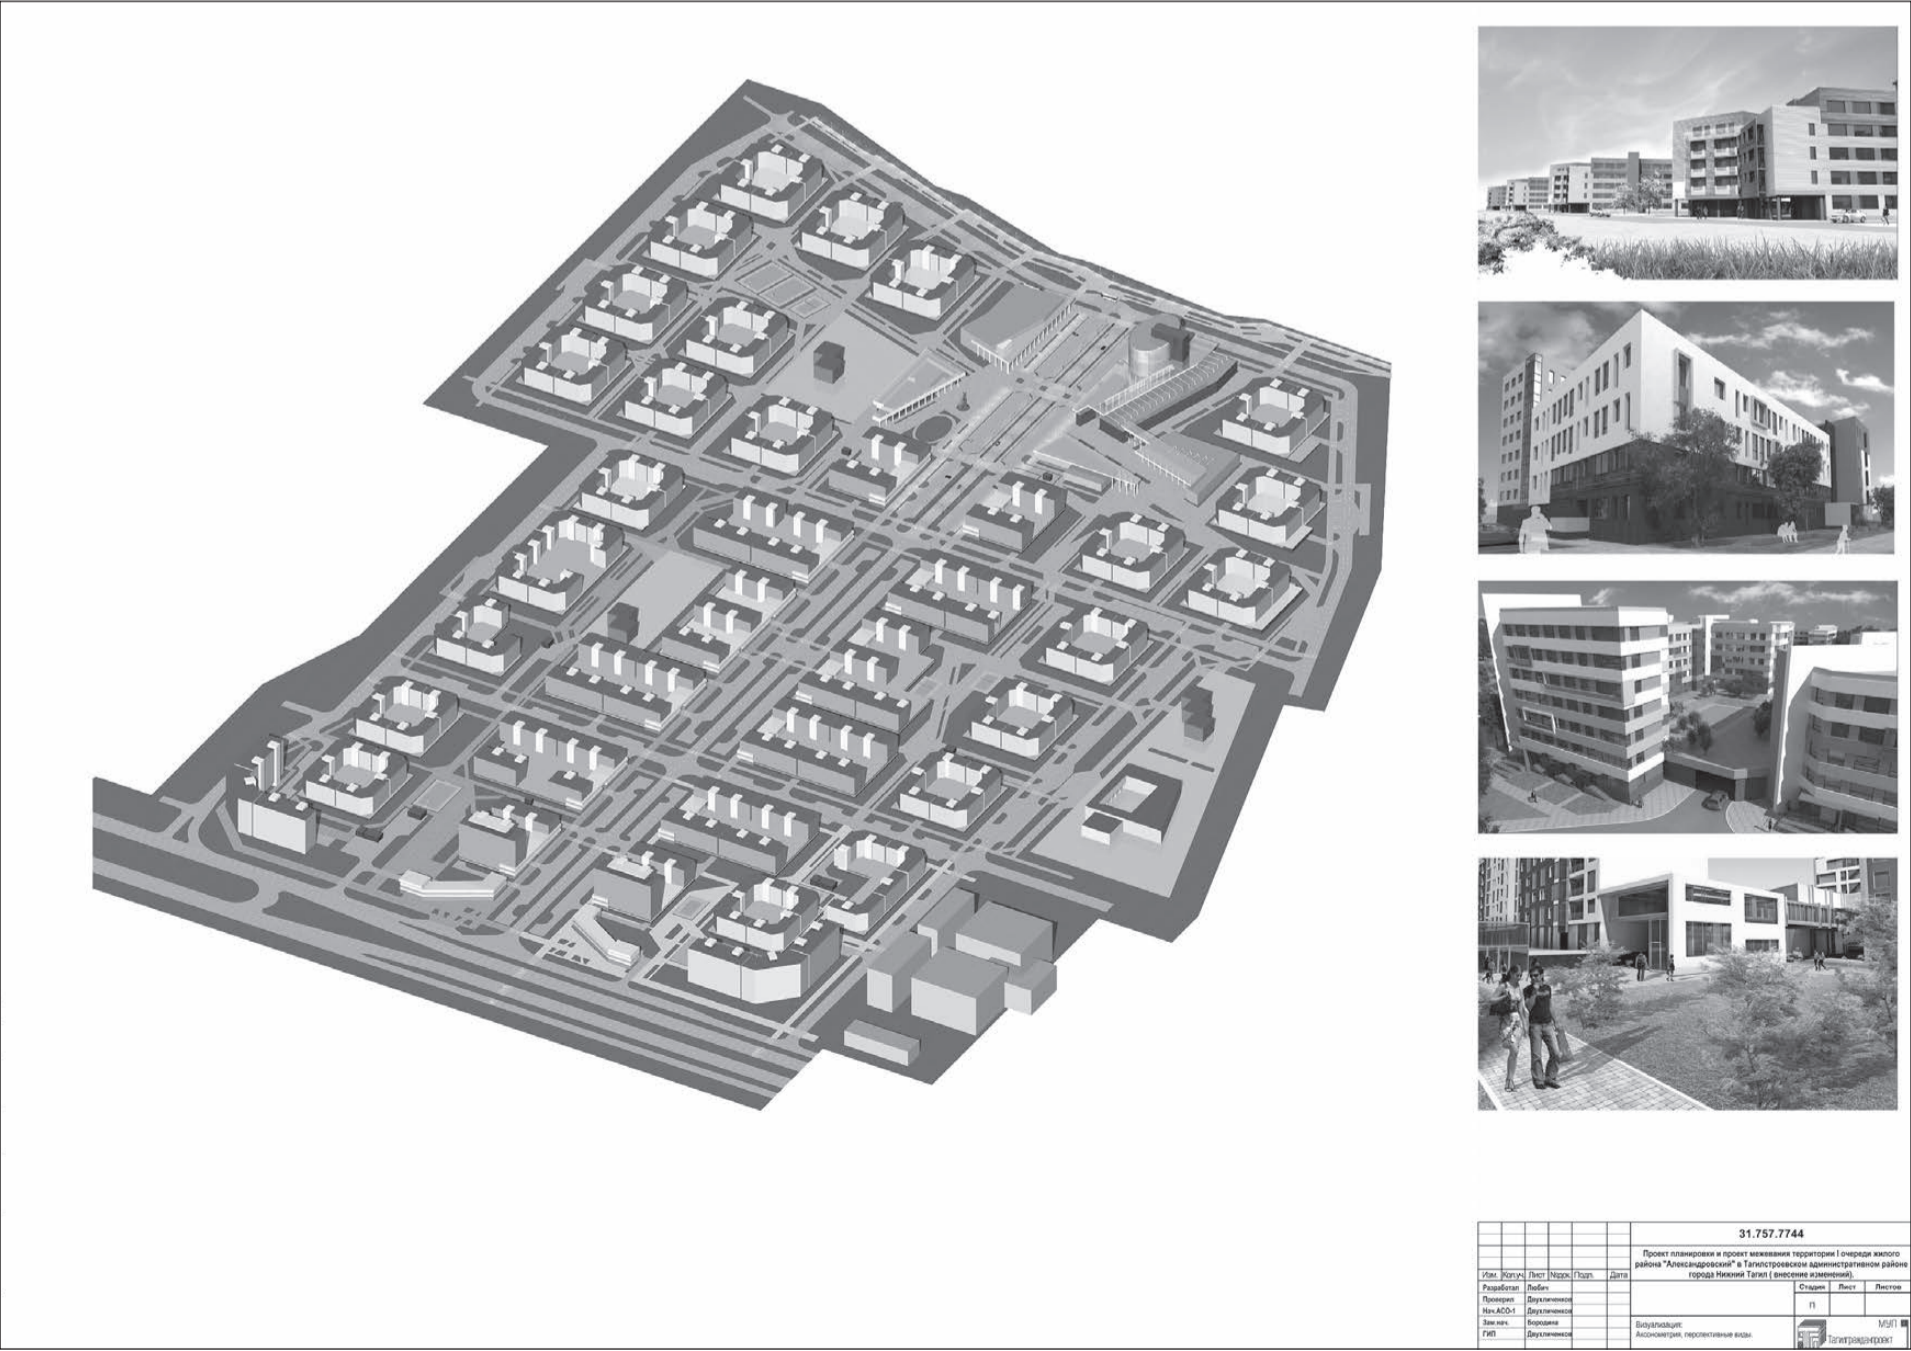 31.757.7744
Проект планировки и проект межевания территории I очереди жилого
района "Александровский" в Тагилстроевском административном районе
города Нижний Тагил ( внесение изменений).
Изм. Кол.уч. Лист №док. Подп. Дата
Разработал Любич
Стадия Лист Листов
Проверил Двухличенков
П
Нач.АСО-1 Двухличенков
Зам.нач. Бородина
ГИП Двухличенков
Визуализация:
Аксонометрия, перспективные виды.
МУП
Тагилгражданпроект